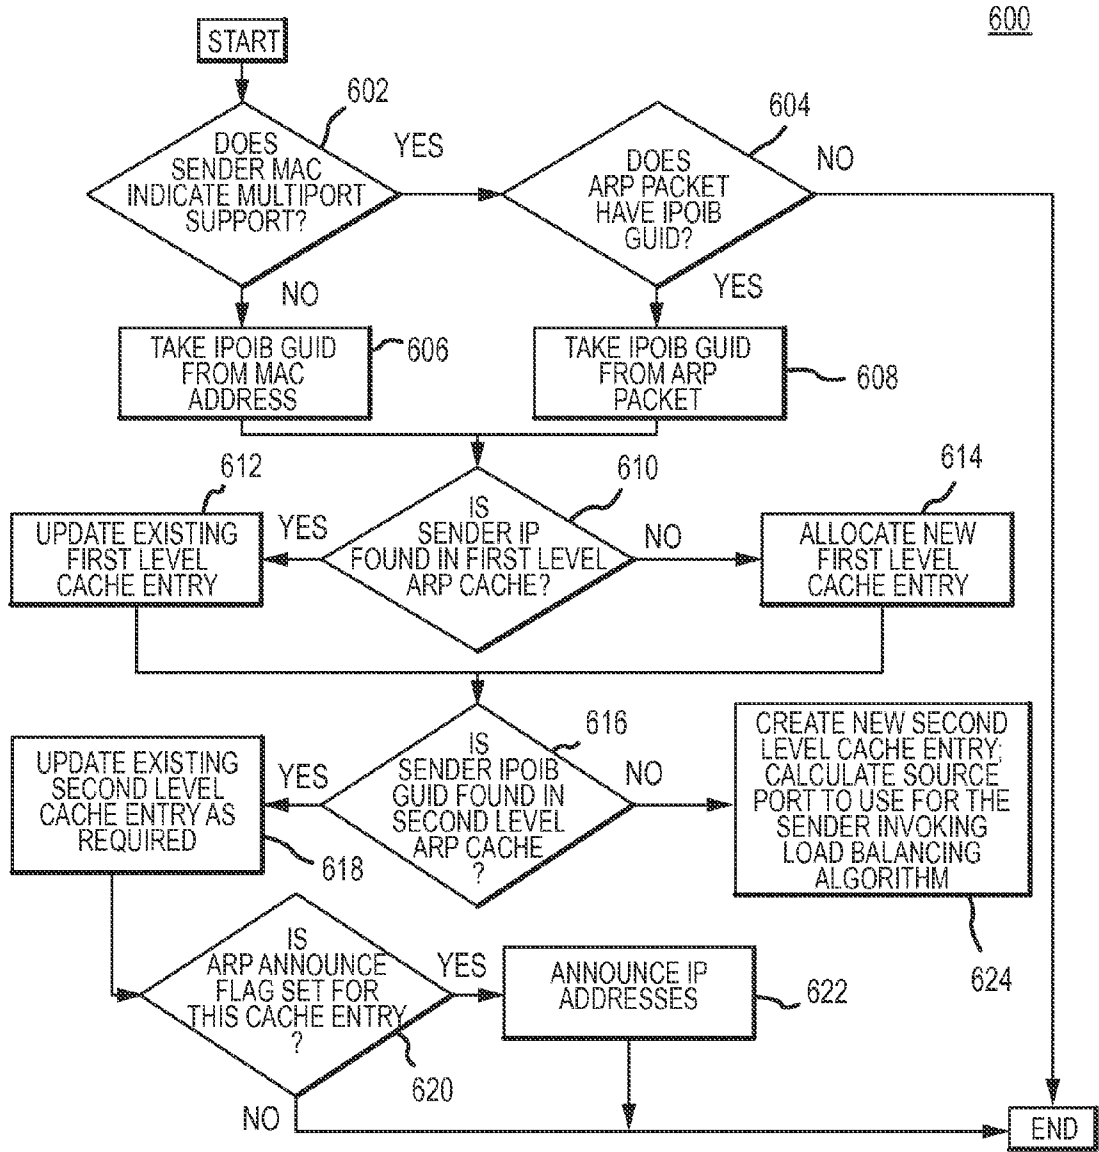 600
START
602
DOES
SENDER MAC
INDICATE MULTIPORT
SUPPORT?
YES
604
DOES
ARP PACKET
HAVE IPOIB
GUID?
NO
NO
YES
TAKE IPOIB GUID
FROM MAC
ADDRESS
606
TAKE IPOIB GUID
FROM ARP
PACKET
608
612
UPDATE EXISTING
FIRST LEVEL
CACHE ENTRY
YES
610
IS
SENDER IP
FOUND IN FIRST LEVEL
ARP CACHE?
NO
614
ALLOCATE NEW
FIRST LEVEL
CACHE ENTRY
UPDATE EXISTING
SECOND LEVEL
CACHE ENTRY AS
REQUIRED
618
YES
616
IS
SENDER IPOIB
GUID FOUND IN
SECOND LEVEL
ARP CACHE
?
NO
CREATE NEW SECOND
LEVEL CACHE ENTRY;
CALCULATE SOURCE
PORT TO USE FOR THE
SENDER INVOKING
LOAD BALANCING
ALGORITHM
624
IS
ARP ANNOUNCE
FLAG SET FOR
THIS CACHE ENTRY
?
620
YES
ANNOUNCE IP
ADDRESSES
622
NO
END